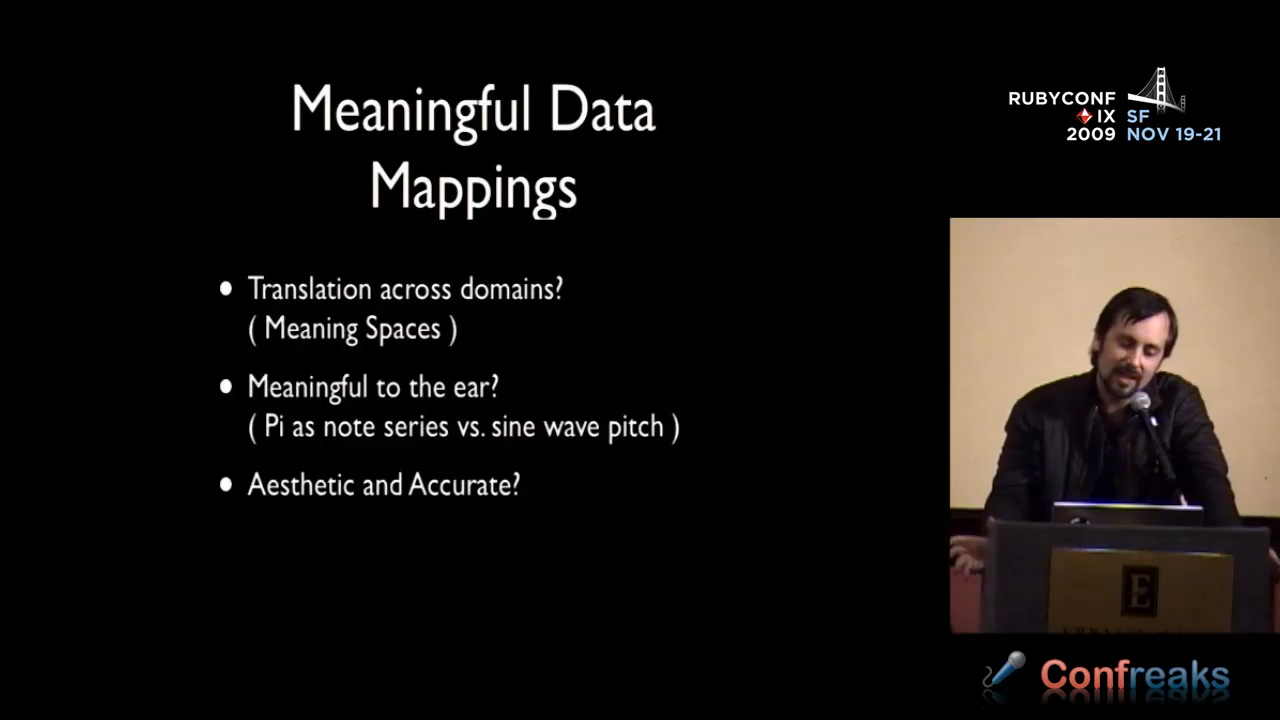 Meaningful Data
Mappings
• Translation across domains?
( Meaning Spaces )
• Meaningful to the ear?
( Pi as note series vs. sine wave pitch )
• Aesthetic and Accurate?
RUBYCONF
IX SF
2009 NOV 19-21
E
Confreaks